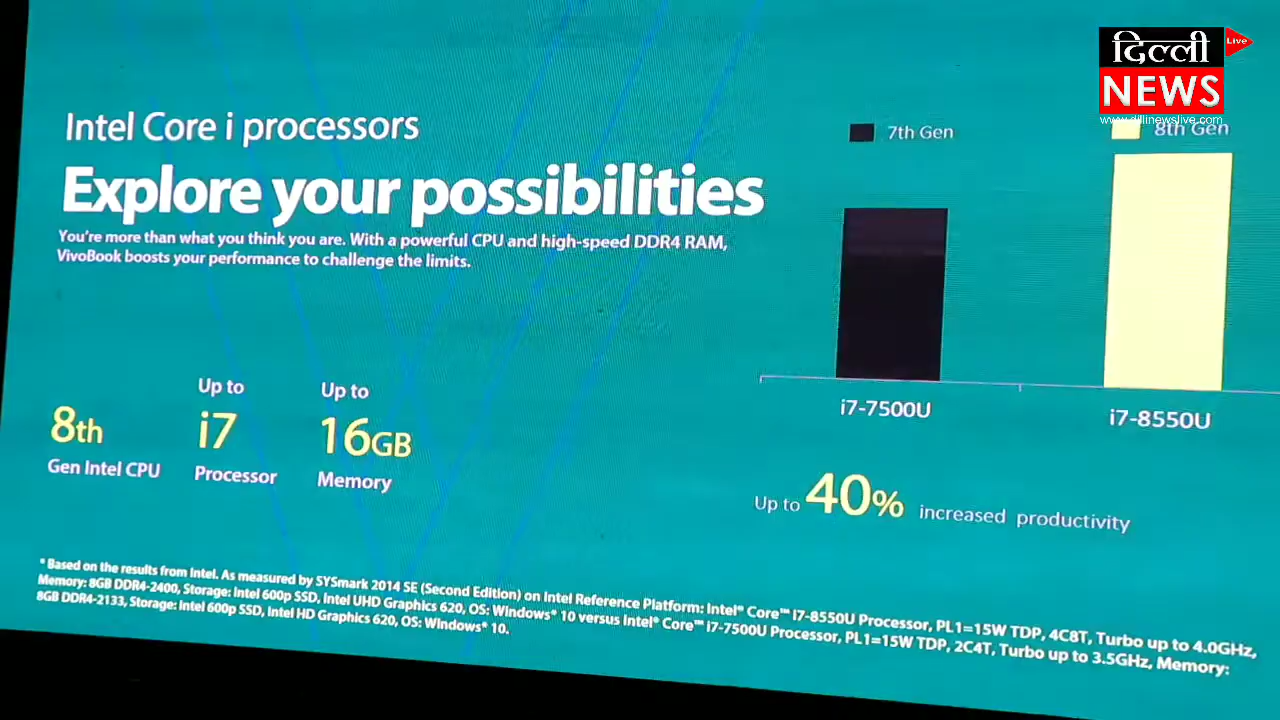 दिल्ली
Live
NEWS
www.dillinewslive.com
Intel Core i processors
Explore your possibilities
You're more than what you think you are. With a powerful CPU and high-speed DDR4 RAM,
VivoBook boosts your performance to challenge the limits.
7th Gen
8th Gen
i7-7500U
i7-8550U
8th
Gen Intel CPU
Up to
i7
Processor
Up to
16GB
Memory
Up to 40% increased productivity
* Based on the results from Intel. As measured by SYSmark 2014 SE (Second Edition) on Intel Reference Platform: Intel® Core™ i7-8550U Processor, PL1=15W TDP, 4C8T, Turbo up to 4.0GHz,
Memory: 8GB DDR4-2400, Storage: Intel 600p SSD, Intel UHD Graphics 620, OS: Windows* 10 versus Intel® Core™ i7-7500U Processor, PL1=15W TDP, 2C4T, Turbo up to 3.5GHz, Memory:
8GB DDR4-2133, Storage: Intel 600p SSD, Intel HD Graphics 620, OS: Windows* 10.